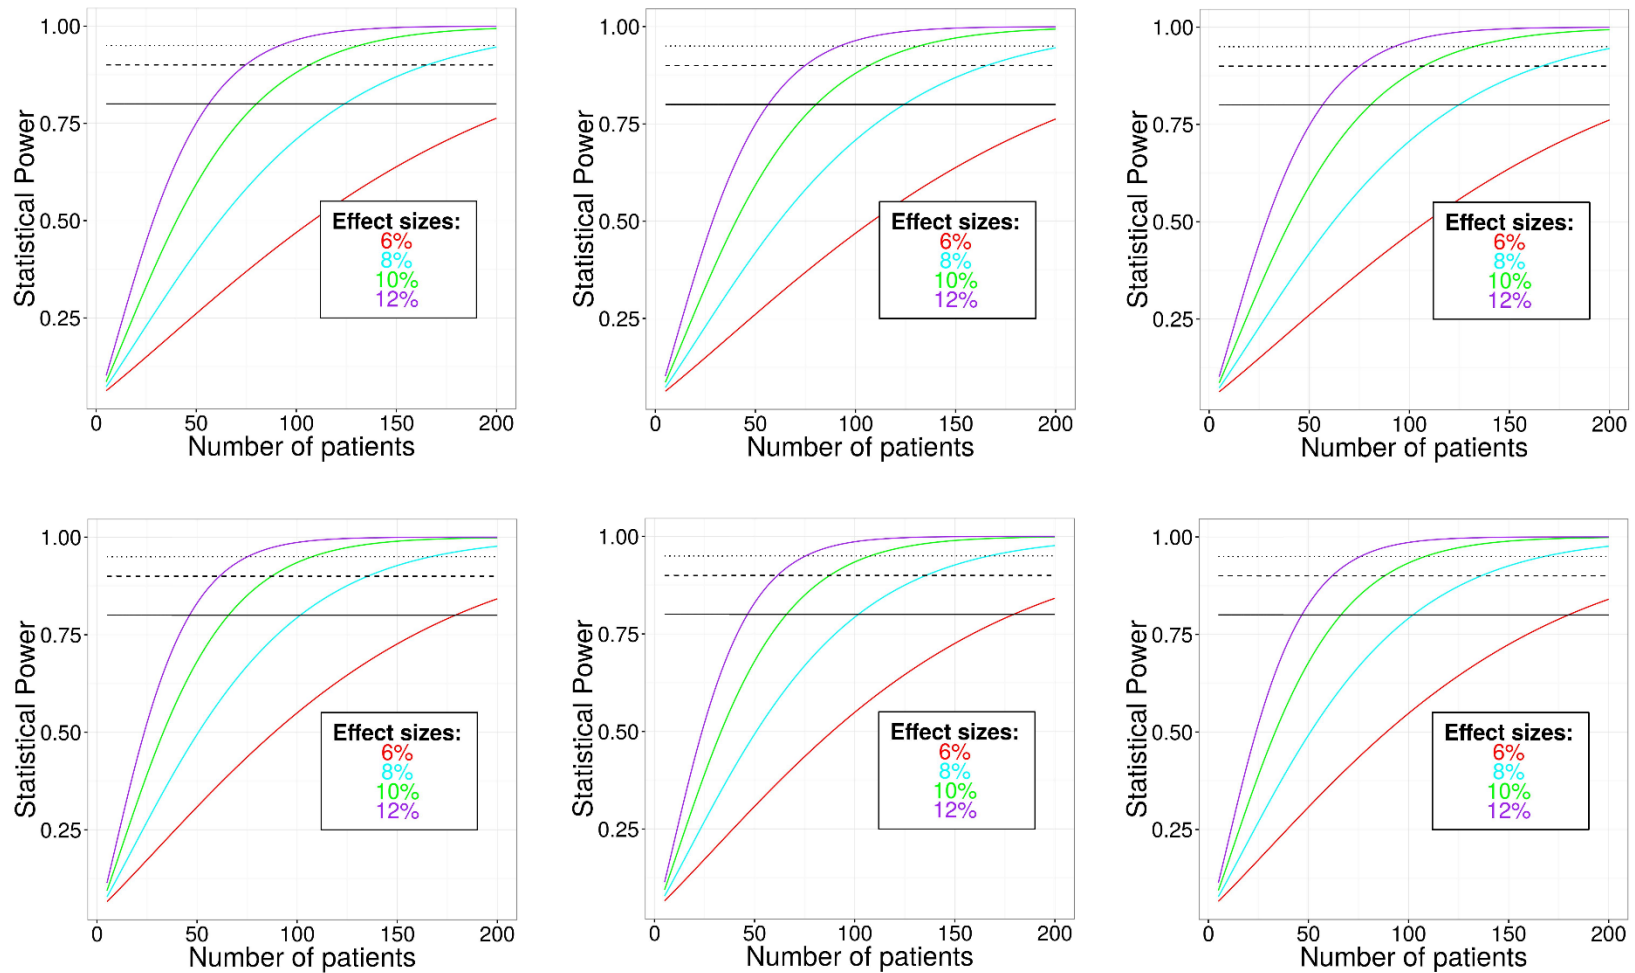 1.00
0.75
0.50
0.25
Statistical Power
Effect sizes:
6%
8%
10%
12%
0 50 100 150 200
Number of patients
1.00
0.75
0.50
0.25
Statistical Power
Effect sizes:
6%
8%
10%
12%
0 50 100 150 200
Number of patients
1.00
0.75
0.50
0.25
Statistical Power
Effect sizes:
6%
8%
10%
12%
0 50 100 150 200
Number of patients
1.00
0.75
0.50
0.25
Statistical Power
Effect sizes:
6%
8%
10%
12%
0 50 100 150 200
Number of patients
1.00
0.75
0.50
0.25
Statistical Power
Effect sizes:
6%
8%
10%
12%
0 50 100 150 200
Number of patients
1.00
0.75
0.50
0.25
Statistical Power
Effect sizes:
6%
8%
10%
12%
0 50 100 150 200
Number of patients